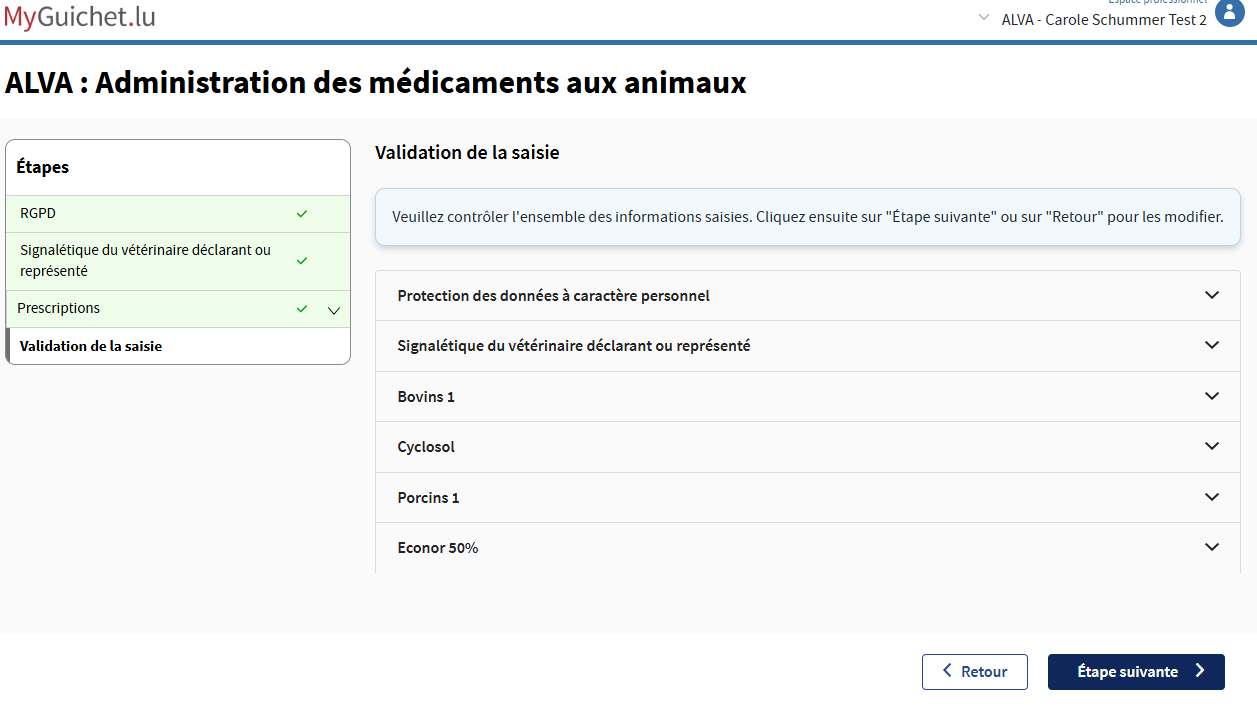 Espace professionnel
MyGuichet.lu
ALVA - Carole Schummer Test 2
ALVA : Administration des médicaments aux animaux
Étapes
RGPD
Signalétique du vétérinaire déclarant ou
représenté
Prescriptions
Validation de la saisie
Validation de la saisie
Veuillez contrôler l'ensemble des informations saisies. Cliquez ensuite sur "Étape suivante" ou sur "Retour" pour les modifier.
Protection des données à caractère personnel
Signalétique du vétérinaire déclarant ou représenté
Bovins 1
Cyclosol
Porcins 1
Econor 50%
Retour
Étape suivante